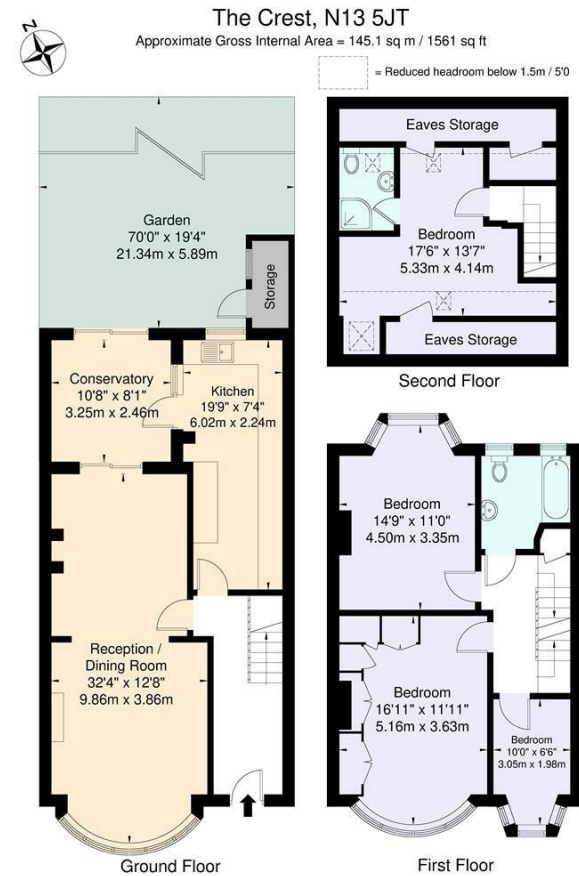 The Crest, N13 5JT
Approximate Gross Internal Area = 145.1 sq m / 1561 sq ft
N
= Reduced headroom below 1.5m / 5'0
Garden
70'0" x 19'4"
21.34m x 5.89m
Storage
Conservatory
10'8" x 8'1"
3.25m x 2.46m
Kitchen
19'9" x 7'4"
6.02m x 2.24m
Reception /
Dining Room
32'4" x 12'8"
9.86m x 3.86m
Ground Floor
Eaves Storage
Bedroom
17'6" x 13'7"
5.33m x 4.14m
Eaves Storage
Second Floor
Bedroom
14'9" x 11'0"
4.50m x 3.35m
Bedroom
16'11" x 11'11"
5.16m x 3.63m
Bedroom
10'0" x 6'6"
3.05m x 1.98m
First Floor